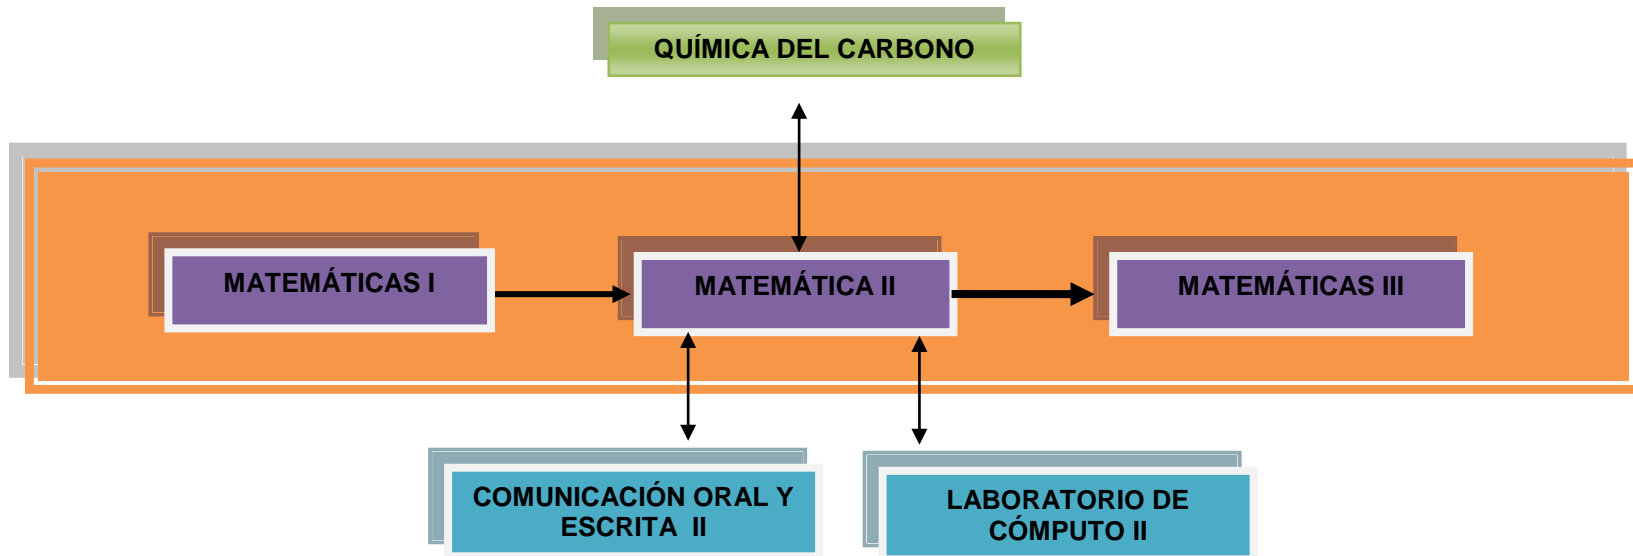 QUÍMICA DEL CARBONO
MATEMÁTICAS I
MATEMÁTICA II
MATEMÁTICAS III
COMUNICACIÓN ORAL Y
ESCRITA II
LABORATORIO DE
CÓMPUTO II